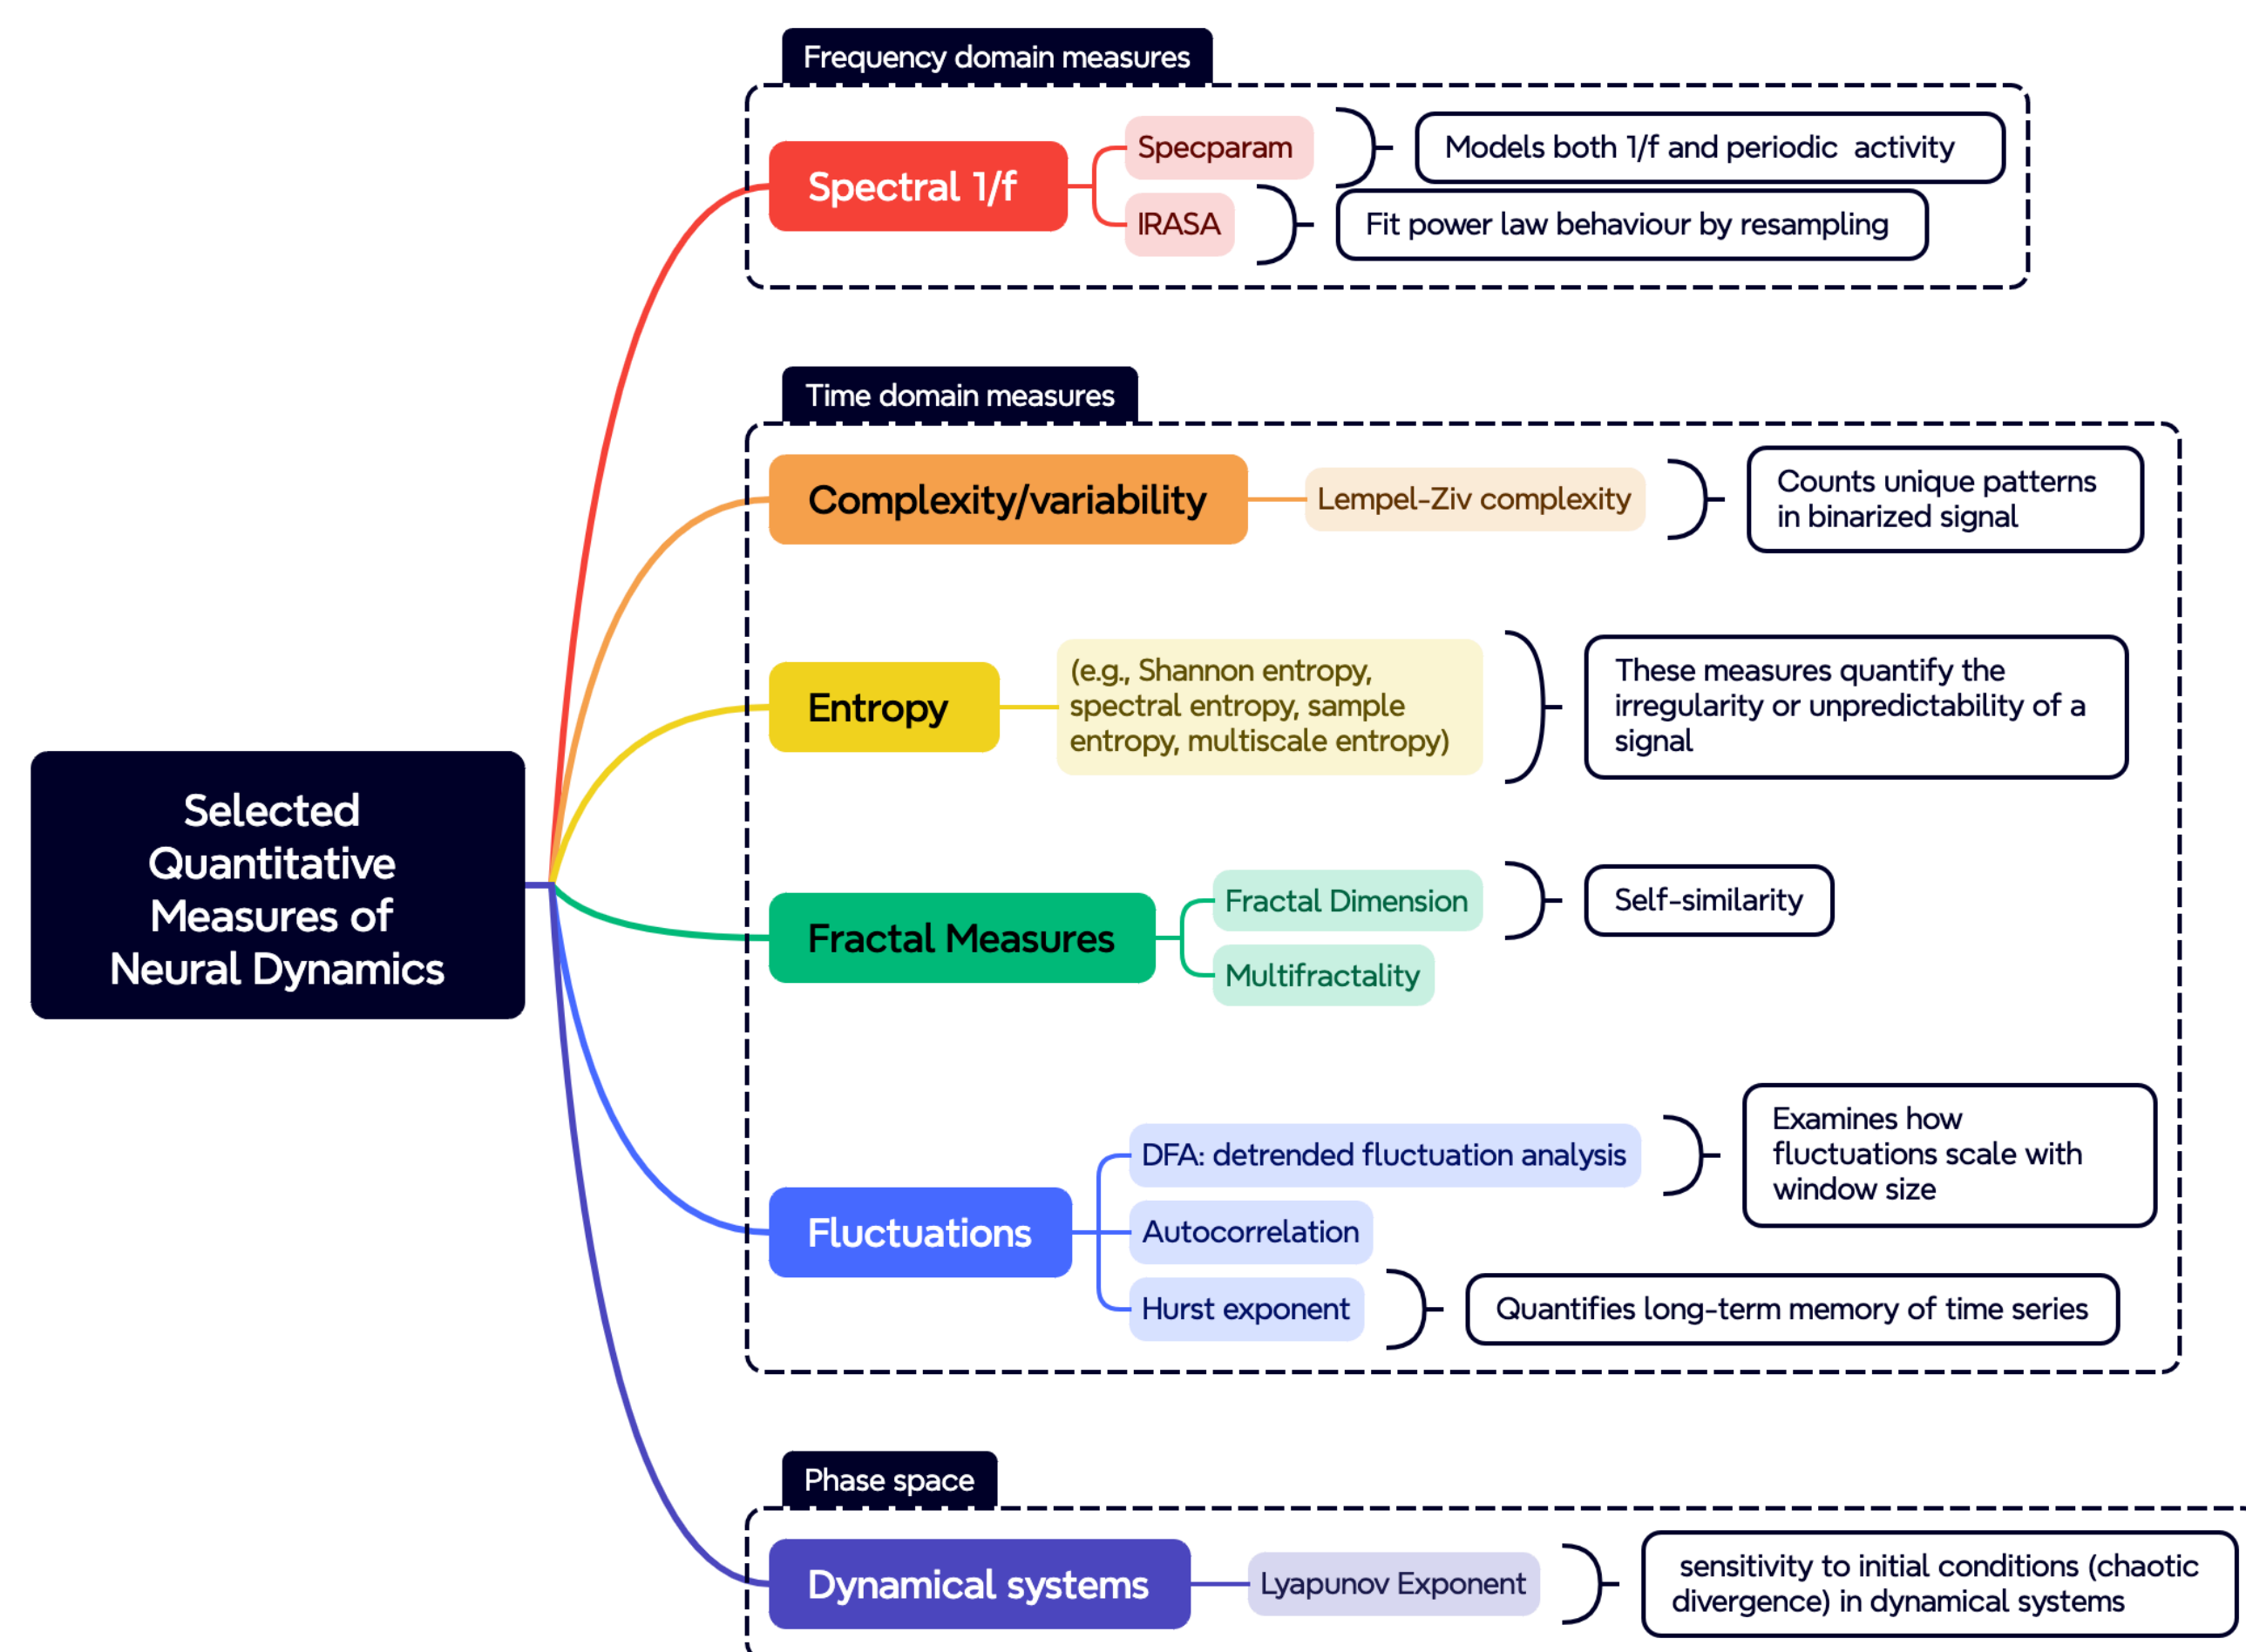 Frequency domain measures
Spectral 1/f
Specparam
Models both 1/f and periodic  activity
IRASA
Fit power law behaviour by resampling
Time domain measures
Complexity/variability
Lempel-Ziv complexity
Counts unique patterns
in binarized signal
Entropy
(e.g., Shannon entropy,
spectral entropy, sample
entropy, multiscale entropy)
These measures quantify the
irregularity or unpredictability of a
signal
Selected
Quantitative
Measures of
Neural Dynamics
Fractal Measures
Fractal Dimension
Self-similarity
Multifractality
Fluctuations
DFA: detrended fluctuation analysis
Examines how
fluctuations scale with
window size
Autocorrelation
Hurst exponent
Quantifies long-term memory of time series
Phase space
Dynamical systems
Lyapunov Exponent
sensitivity to initial conditions (chaotic
divergence) in dynamical systems